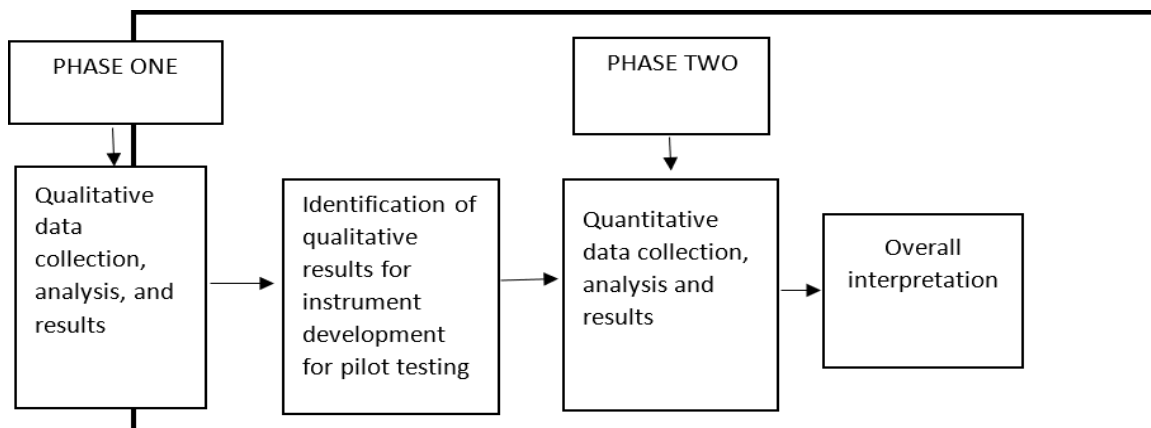 PHASE ONE
PHASE TWO
Qualitative
data
collection,
analysis, and
results
Identification of
qualitative
results for
instrument
development
for pilot testing
Quantitative
data collection,
analysis and
results
Overall
interpretation